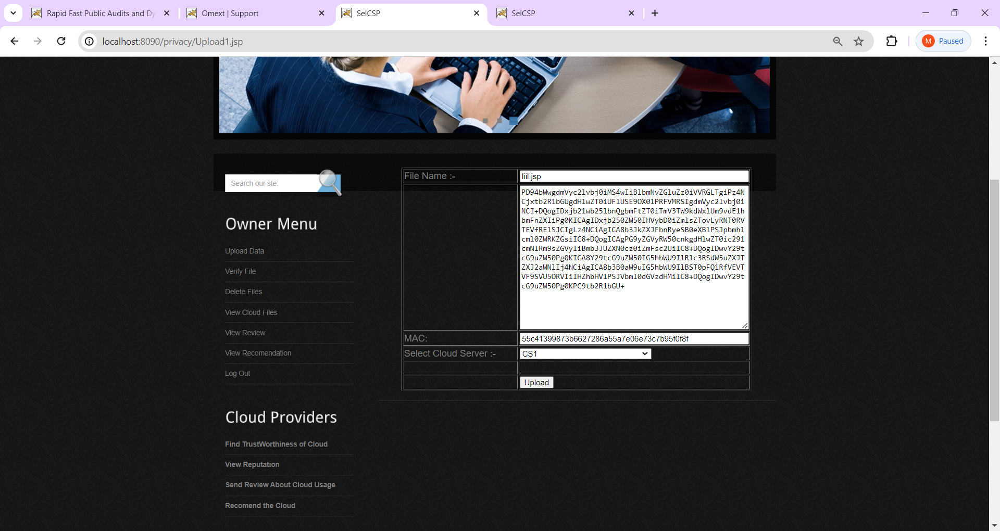 Rapid Fast Public Audits and Dy
Omext | Support
SelCSP
SelCSP
localhost:8090/privacy/Upload1.jsp
M Paused
Search our ste:
Owner Menu
Upload Data
Verify File
Delete Files
View Cloud Files
View Review
View Recomendation
Log Out
Cloud Providers
Find TrustWorthiness of Cloud
View Reputation
Send Review About Cloud Usage
Recomend the Cloud
File Name :- liil.jsp
PD94bWwgdmVyc2lvbj0iMS4wIiBlbmNvZGluZz0iVVRGLTgiPz4N
Cjxtb2R1bGUgdHlwZT0iUFlUSE9OX01PRFVMRSIgdmVyc2lvbj0i
NCI+DQogIDxjb21wb25lbnQgbmFtZT0iTmV3TW9kdWxlUm9vdE1h
bmFnZXIiPg0KICAgIDxjb250ZW50IHVybD0iZmlsZTovLyRNT0RV
TEVfRElSJCIgLz4NCiAgICA8b3JkZXJFbnRyeSB0eXBlPSJpbmhl
cml0ZWRKZGsiIC8+DQogICAgPG9yZGVyRW50cnkgdHlwZT0ic291
cmNlRm9sZGVyIiBmb3JUZXN0cz0iZmFsc2UiIC8+DQogIDwvY29t
cG9uZW50Pg0KICA8Y29tcG9uZW50IG5hbWU9IlRlc3RSdW5uZXJT
ZXJ2aWNlIj4NCiAgICA8b3B0aW9uIG5hbWU9IlBST0pFQ1RfVEVT
VF9SVU5ORVIiIHZhbHVlPSJVbml0dGVzdHMiIC8+DQogIDwvY29t
cG9uZW50Pg0KPC9tb2R1bGU+
MAC: 55c41399873b6627286a55a7e06e73c7b95f0f8f
Select Cloud Server :- CS1
Upload